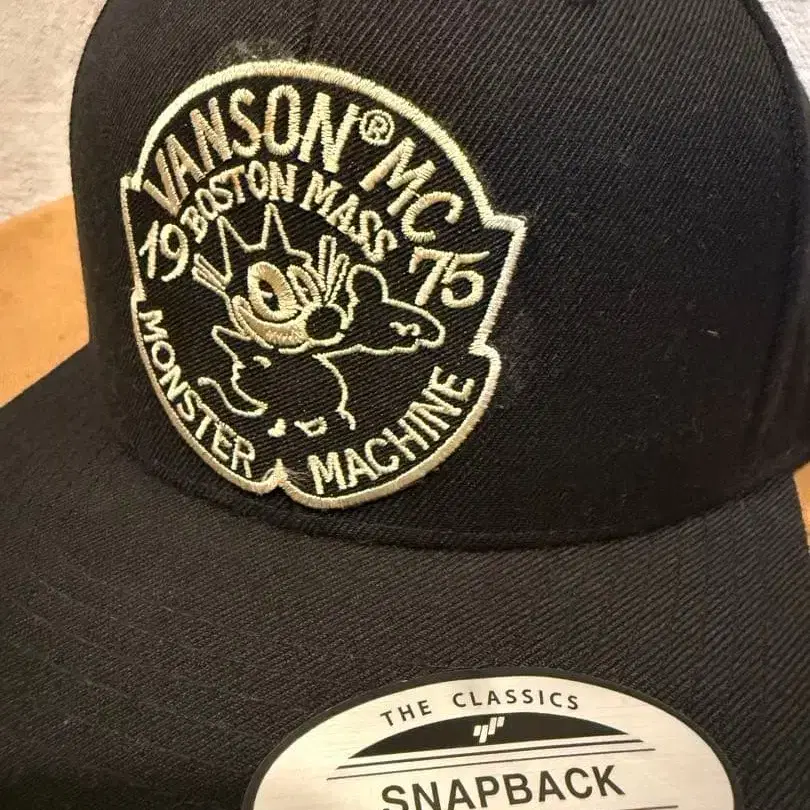 VANSON® MC
BOSTON MASS
19 75
MONSTER MACHINE
THE CLASSICS
SNAPBACK